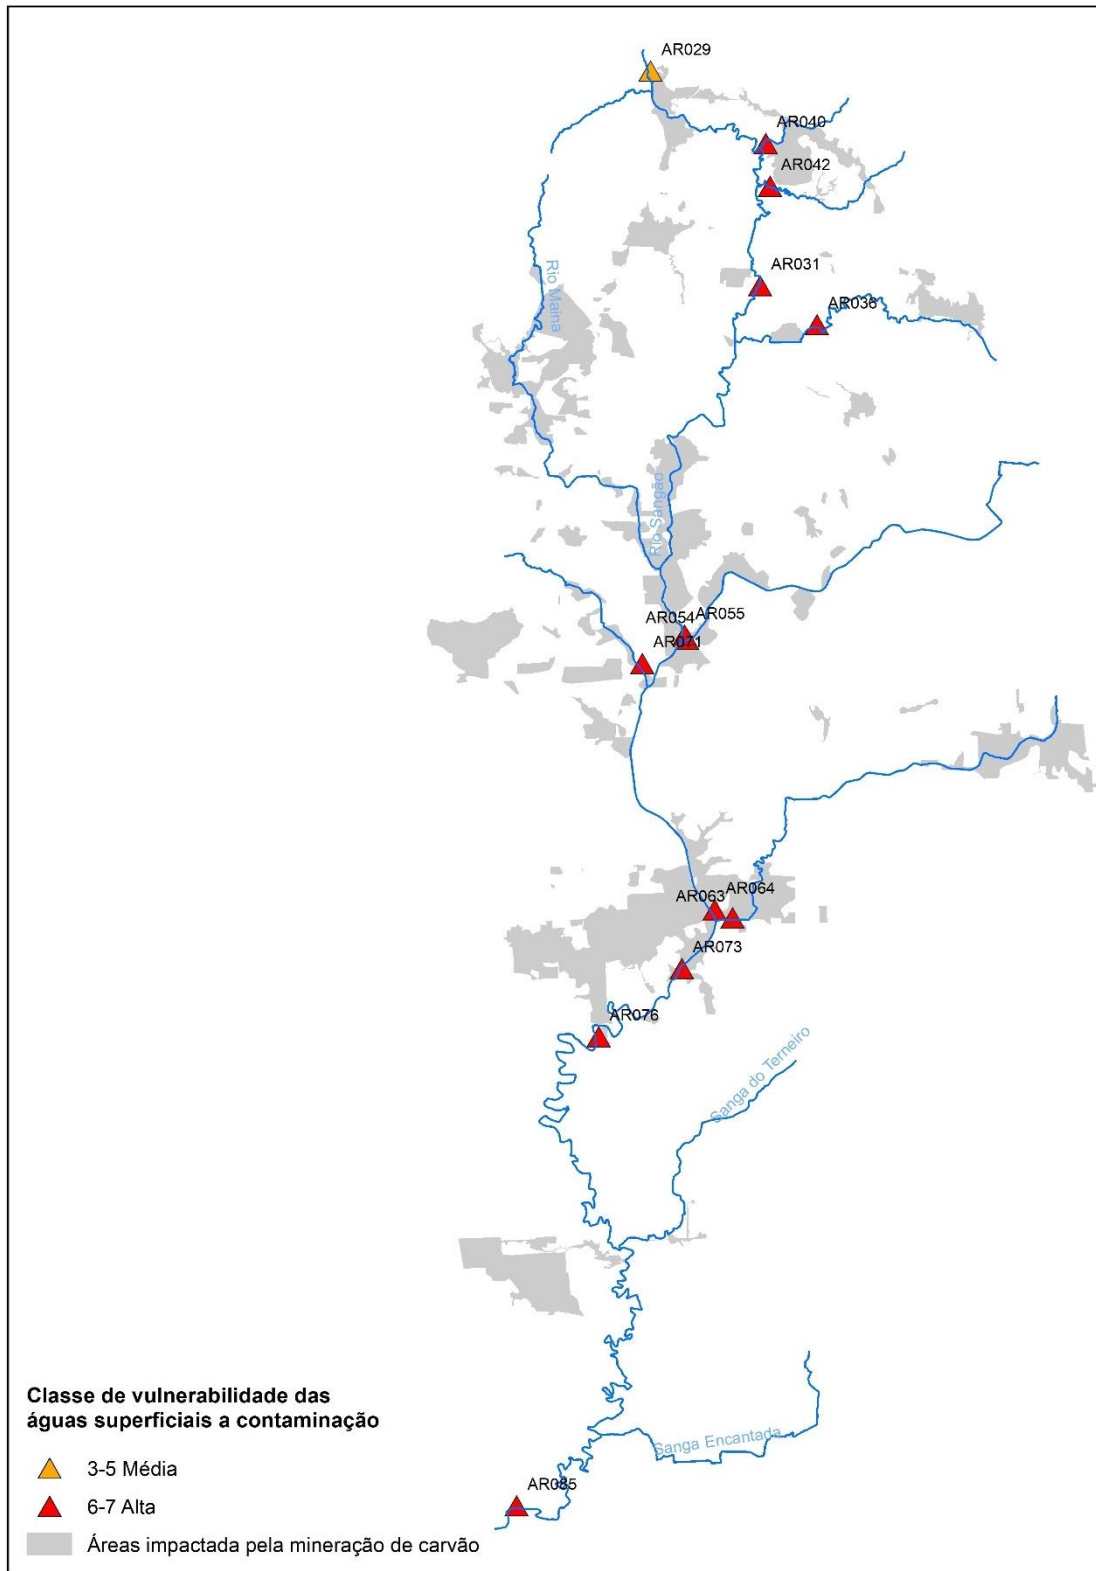 AR029
AR040
AR042
AR031
Rio Maina
AR036
Rio Sangão
AR054
AR055
AR071
AR063
AR064
AR073
AR076
Sanga do Terneiro
Classe de vulnerabilidade das
águas superficiais a contaminação
Sanga Encantada
3-5 Média
AR085
6-7 Alta
Áreas impactada pela mineração de carvão